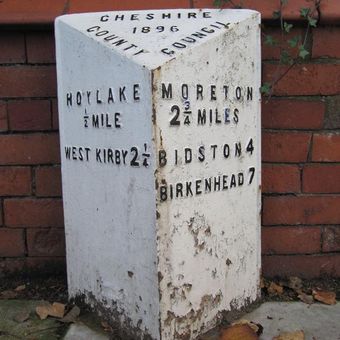 CHESHIRE
1896
COUNTY COUNCIL
HOYLAKE
½ MILE
WEST KIRBY 2½
MORETON
2¾ MILES
BIDSTON 4
BIRKENHEAD 7